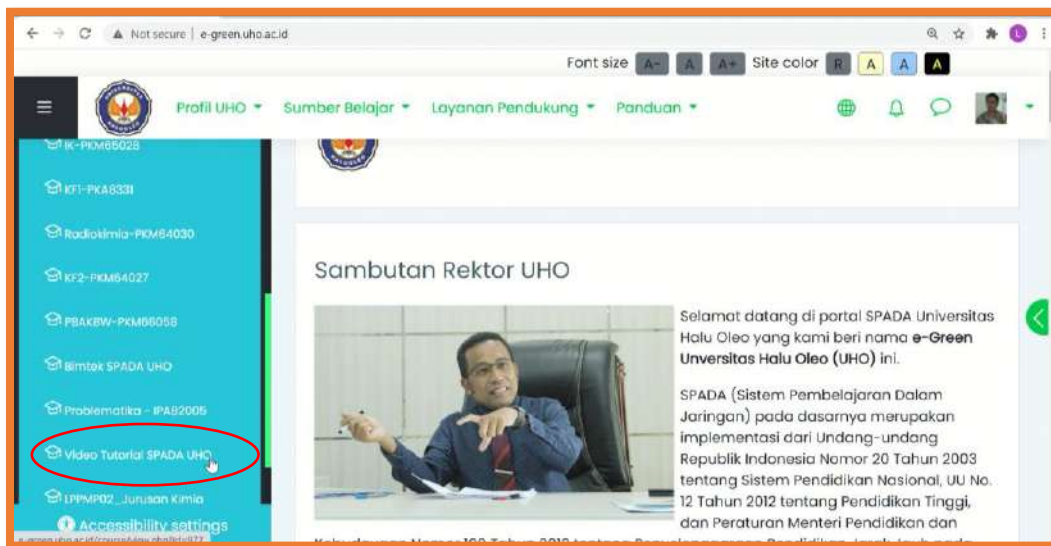 Not secure | e-green.uho.ac.id
Font size A- A A+ Site color R A A A
Profil UHO Sumber Belajar Layanan Pendukung Panduan
IK-PKM65028
KF1-PKA8331
Radiokimia-PKM64030
KF2-PKM64027
PBAKBW-PKM66058
Bimtek SPADA UHO
Problematika - IPA92005
Video Tutorial SPADA UHO
LPPMP02_Jurusan Kimia
Accessibility settings
Sambutan Rektor UHO
Selamat datang di portal SPADA Universitas
Halu Oleo yang kami beri nama e-Green
Unversitas Halu Oleo (UHO) ini.
SPADA (Sistem Pembelajaran Dalam
Jaringan) pada dasarnya merupakan
implementasi dari Undang-undang
Republik Indonesia Nomor 20 Tahun 2003
tentang Sistem Pendidikan Nasional, UU No.
12 Tahun 2012 tentang Pendidikan Tinggi,
dan Peraturan Menteri Pendidikan dan